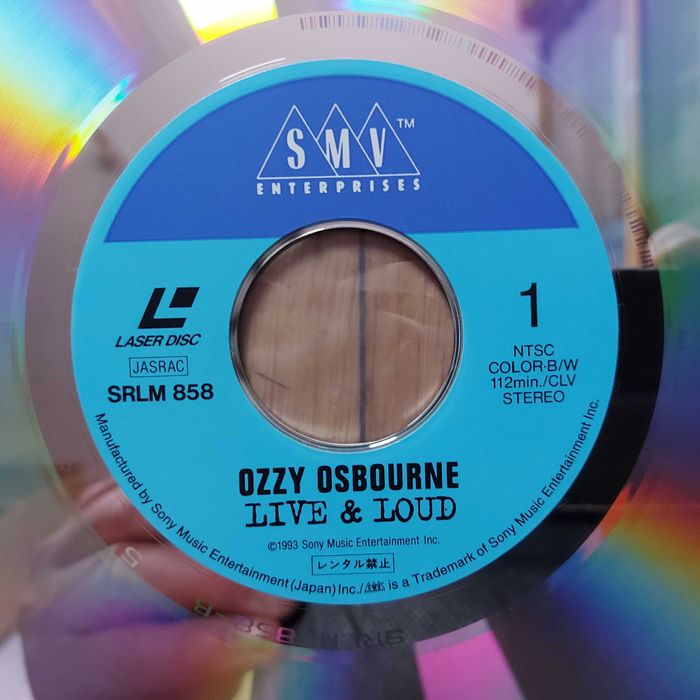 SMV™
ENTERPRISES
LASER DISC
JASRAC
SRLM 858
1
NTSC
COLOR·B/W
112min./CLV
STEREO
OZZY OSBOURNE
LIVE & LOUD
©1993 Sony Music Entertainment Inc.
レンタル禁止
Manufactured by Sony Music Entertainment (Japan) Inc./SMV is a Trademark of Sony Music Entertainment Inc.